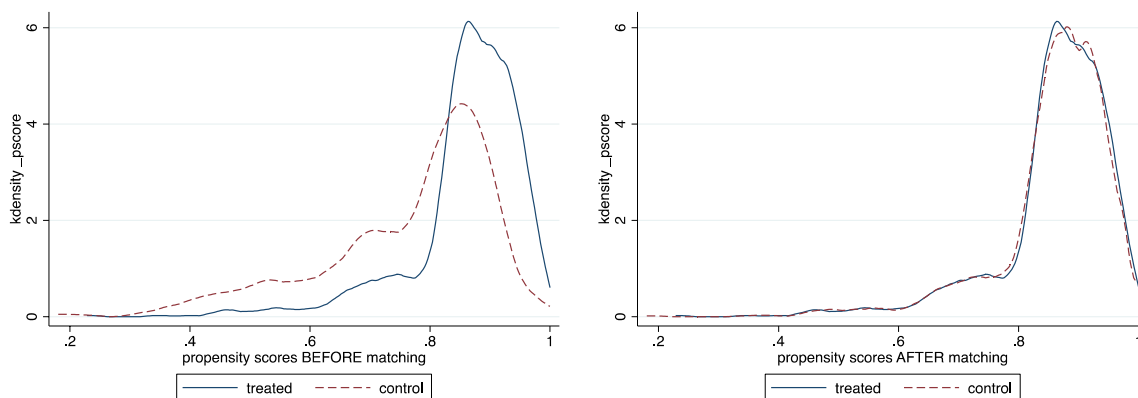 kdensity _pscore
6
4
2
0
.2 .4 .6 .8 1
propensity scores BEFORE matching
treated control
kdensity _pscore
6
4
2
0
.2 .4 .6 .8 1
propensity scores AFTER matching
treated control